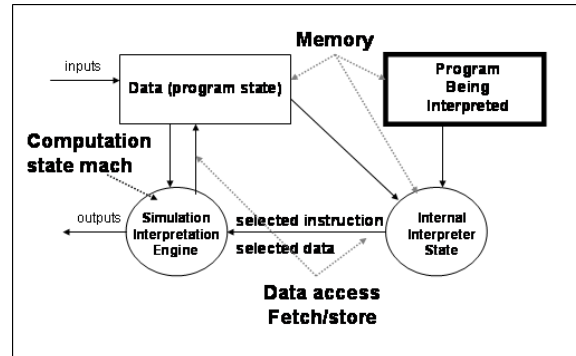 Memory
inputs
Data (program state)
Program
Being
Interpreted
Computation
state mach
outputs
Simulation
Interpretation
Engine
selected instruction
selected data
Internal
Interpreter
State
Data access
Fetch/store